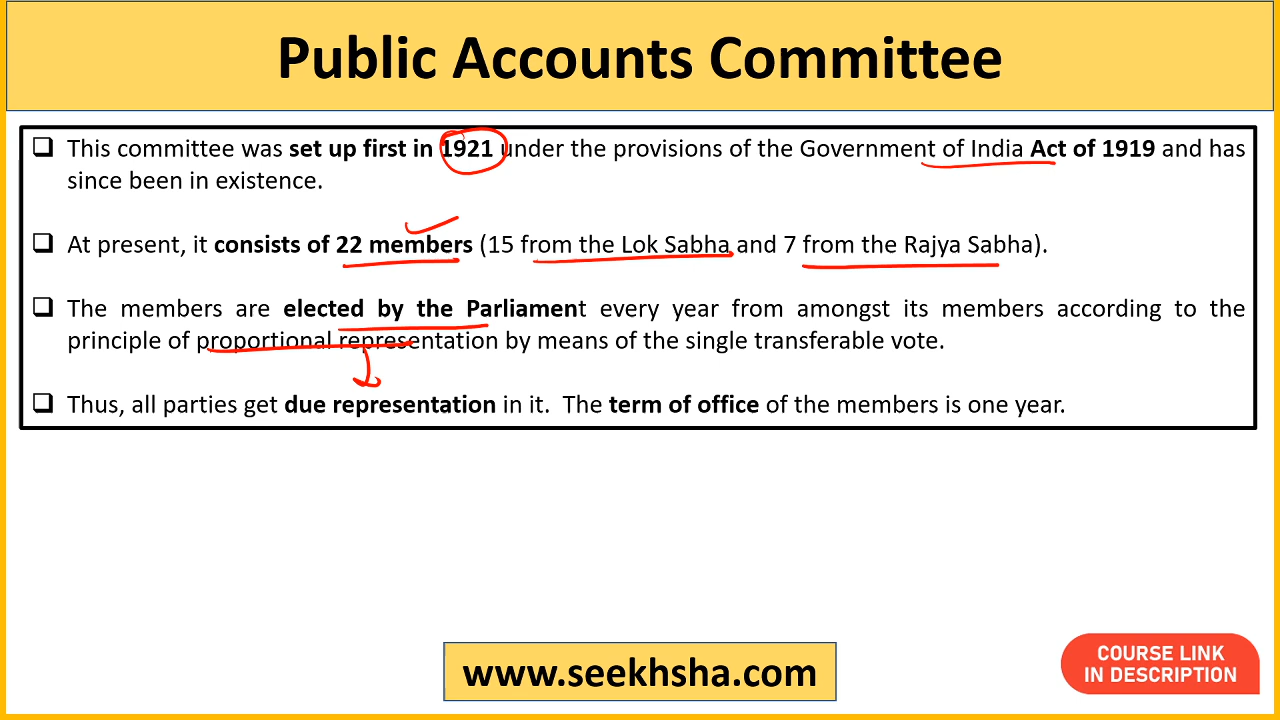 Public Accounts Committee
This committee was set up first in 1921 under the provisions of the Government of India Act of 1919 and has
since been in existence.
At present, it consists of 22 members (15 from the Lok Sabha and 7 from the Rajya Sabha).
The members are elected by the Parliament every year from amongst its members according to the
principle of proportional representation by means of the single transferable vote.
Thus, all parties get due representation in it. The term of office of the members is one year.
www.seekhsha.com
COURSE LINK
IN DESCRIPTION